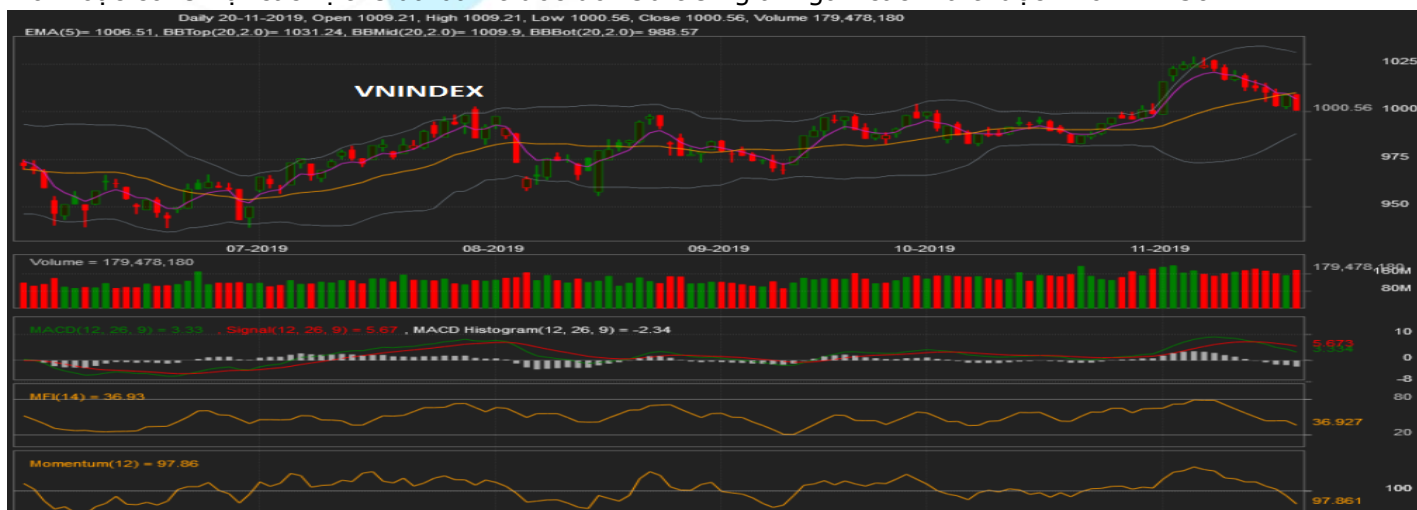 Daily 20-11-2019, Open 1009.21, High 1009.21, Low 1000.56, Close 1000.56, Volume 179,478,180
EMA(5)= 1006.51, BBTop(20,2.0)= 1031.24, BBMid(20,2.0)= 1009.9, BBBot(20,2.0)= 988.57
VNINDEX
1025
1000.56 1000
975
950
07-2019 08-2019 09-2019 10-2019 11-2019
Volume = 179,478,180
179,478,180
160M
80M
MACD(12, 26, 9) = 3.33 , Signal(12, 26, 9) = 5.67 , MACD Histogram(12, 26, 9) = -2.34
10
5.673
3.334
0
-8
MFI(14) = 36.93
80
36.927
20
Momentum(12) = 97.86
100
97.861